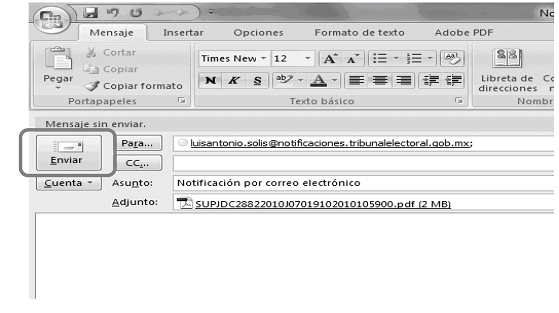 No
Mensaje Insertar Opciones Formato de texto Adobe PDF
Pegar
Cortar
Copiar
Copiar formato
Times New 12 A A
N K S ab A
Libreta de
direcciones
Portapapeles Texto básico Nombr
Mensaje sin enviar.
Enviar
Para... luisantonio.solis@notificaciones.tribunalelectoral.gob.mx;
CC...
Cuenta Asunto: Notificación por correo electrónico
Adjunto: SUPJDC28822010J07019102010105900.pdf (2 MB)